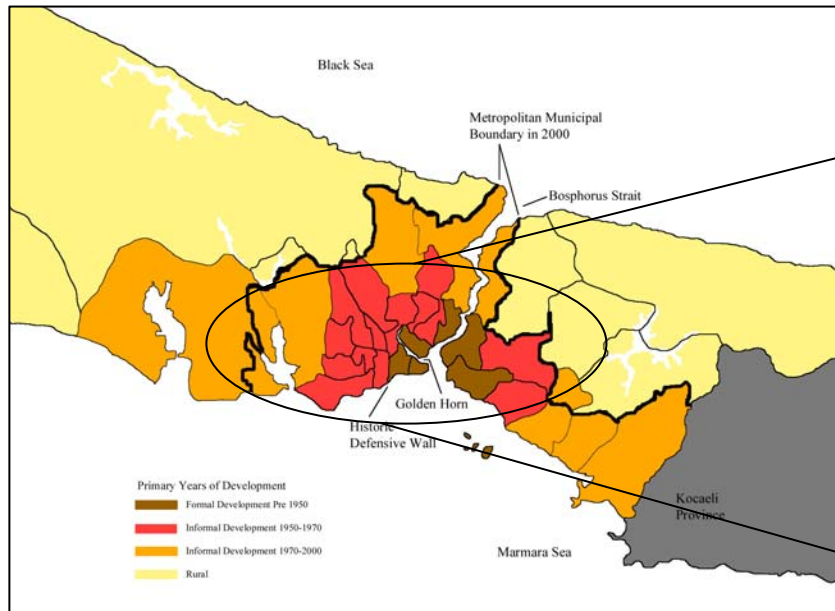 Black Sea
Metropolitan Municipal
Boundary in 2000
Bosphorus Strait
Golden Horn
Historic
Defensive Wall
Primary Years of Development
Formal Development Pre 1950
Informal Development 1950-1970
Informal Development 1970-2000
Rural
Kocaeli
Province
Marmara Sea